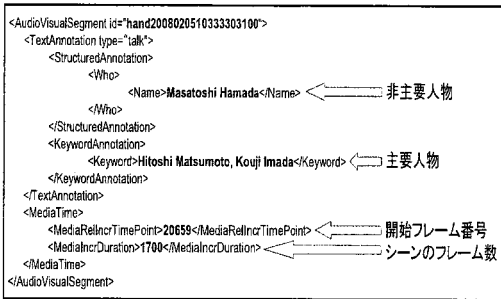 <AudioVisualSegment id="hand2008020510333303100">
<TextAnnotation type="talk">
<StructuredAnnotation>
<Who>
<Name>Masatoshi Hamada</Name> 非主要人物
</Who>
</StructuredAnnotation>
<KeywordAnnotation>
<Keyword>Hitoshi Matsumoto, Kouji Imada</Keyword> 主要人物
</KeywordAnnotation>
</TextAnnotation>
<MediaTime>
<MediaRelIncrTimePoint>20659</MediaRelIncrTimePoint> 開始フレーム番号
<MediaIncrDuration>1700</MediaIncrDuration> シーンのフレーム数
</MediaTime>
</AudioVisualSegment>